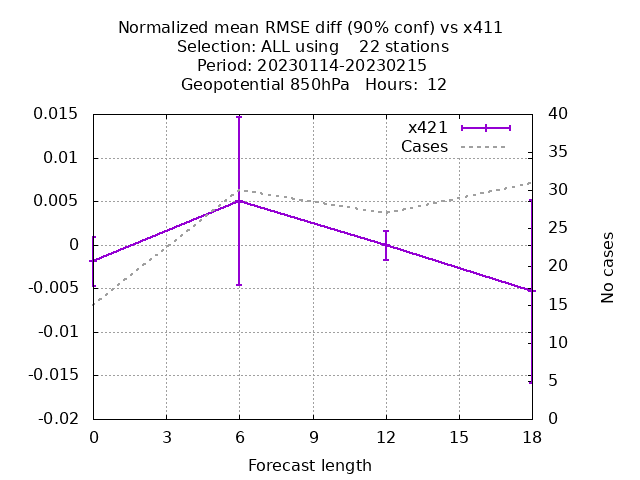 Normalized mean RMSE diff (90% conf) vs x411
Selection: ALL using    22 stations
Period: 20230114-20230215
Geopotential 850hPa   Hours:  12
x421
Cases
0.015
0.01
0.005
0
-0.005
-0.01
-0.015
-0.02
40
35
30
25
20
15
10
5
0
No cases
0 3 6 9 12 15 18
Forecast length